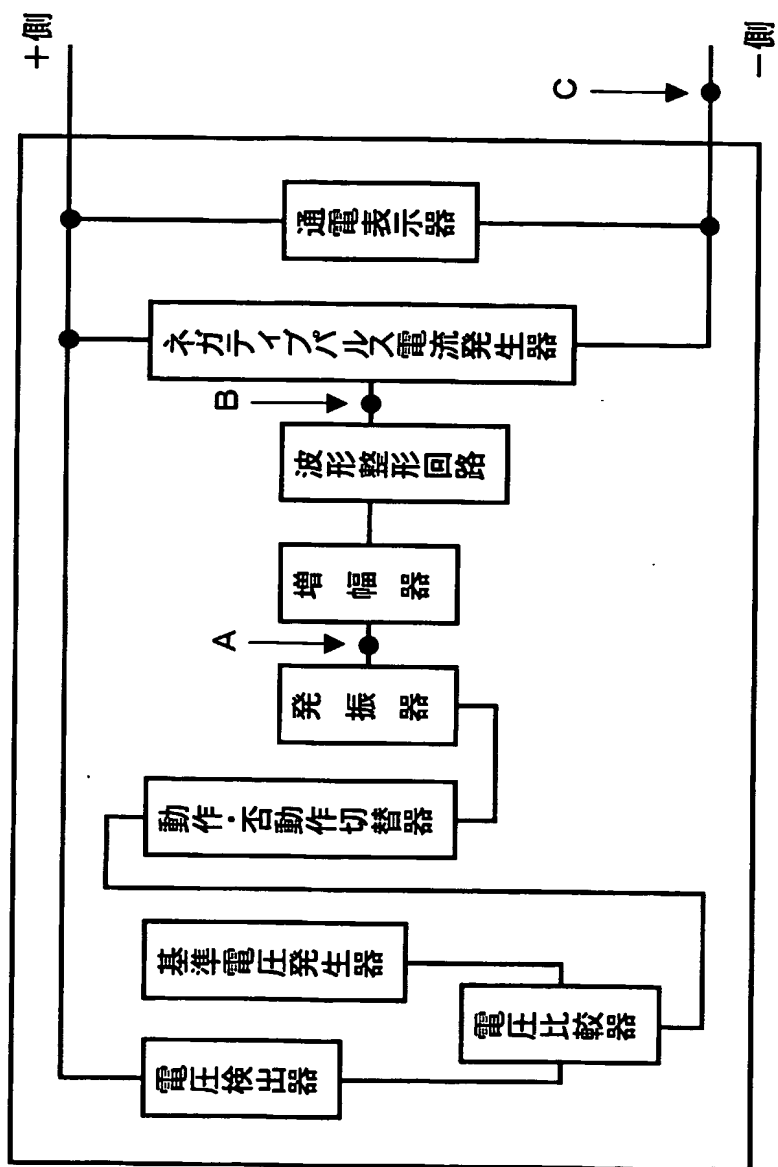 +側
−側
C
通電表示器
ネガティブパルス電流発生器
B
波形整形回路
増幅器
A
発振器
動作・否動作切替器
基準電圧発生器
電圧比較器
電圧検出器